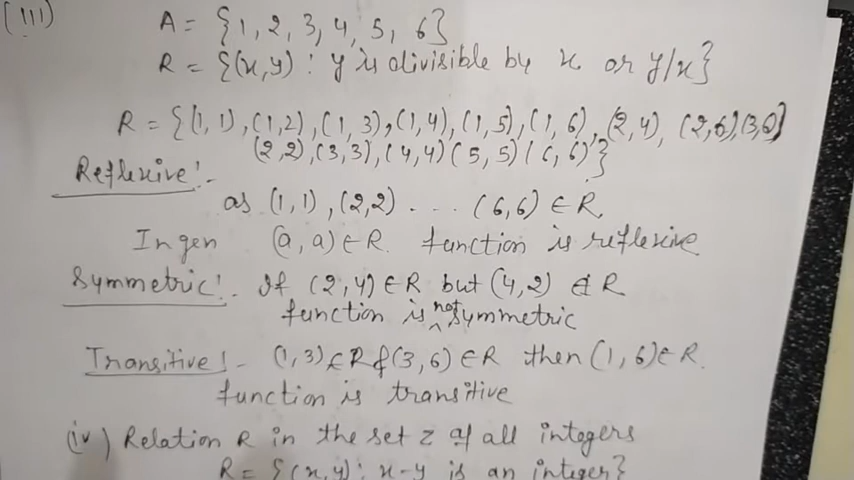 (iii) A = {1, 2, 3, 4, 5, 6}
R = {(x,y) : y is divisible by x or y/x}
R = {(1,1),(1,2),(1,3),(1,4),(1,5),(1,6),(2,4),(2,6)(3,6)}
(2,2),(3,3),(4,4)(5,5)(6,6)}
Reflexive:-
as (1,1),(2,2) .... (6,6) ∈ R,
In gen (a,a) ∈ R. function is reflexive
Symmetric:- If (2,4) ∈ R but (4,2) ∉ R
function is not symmetric
Transitive:- (1,3) ∈ R & (3,6) ∈ R then (1,6) ∈ R.
function is transitive
(iv) Relation R in the set Z of all integers
R = {(x,y) : x-y is an integer}